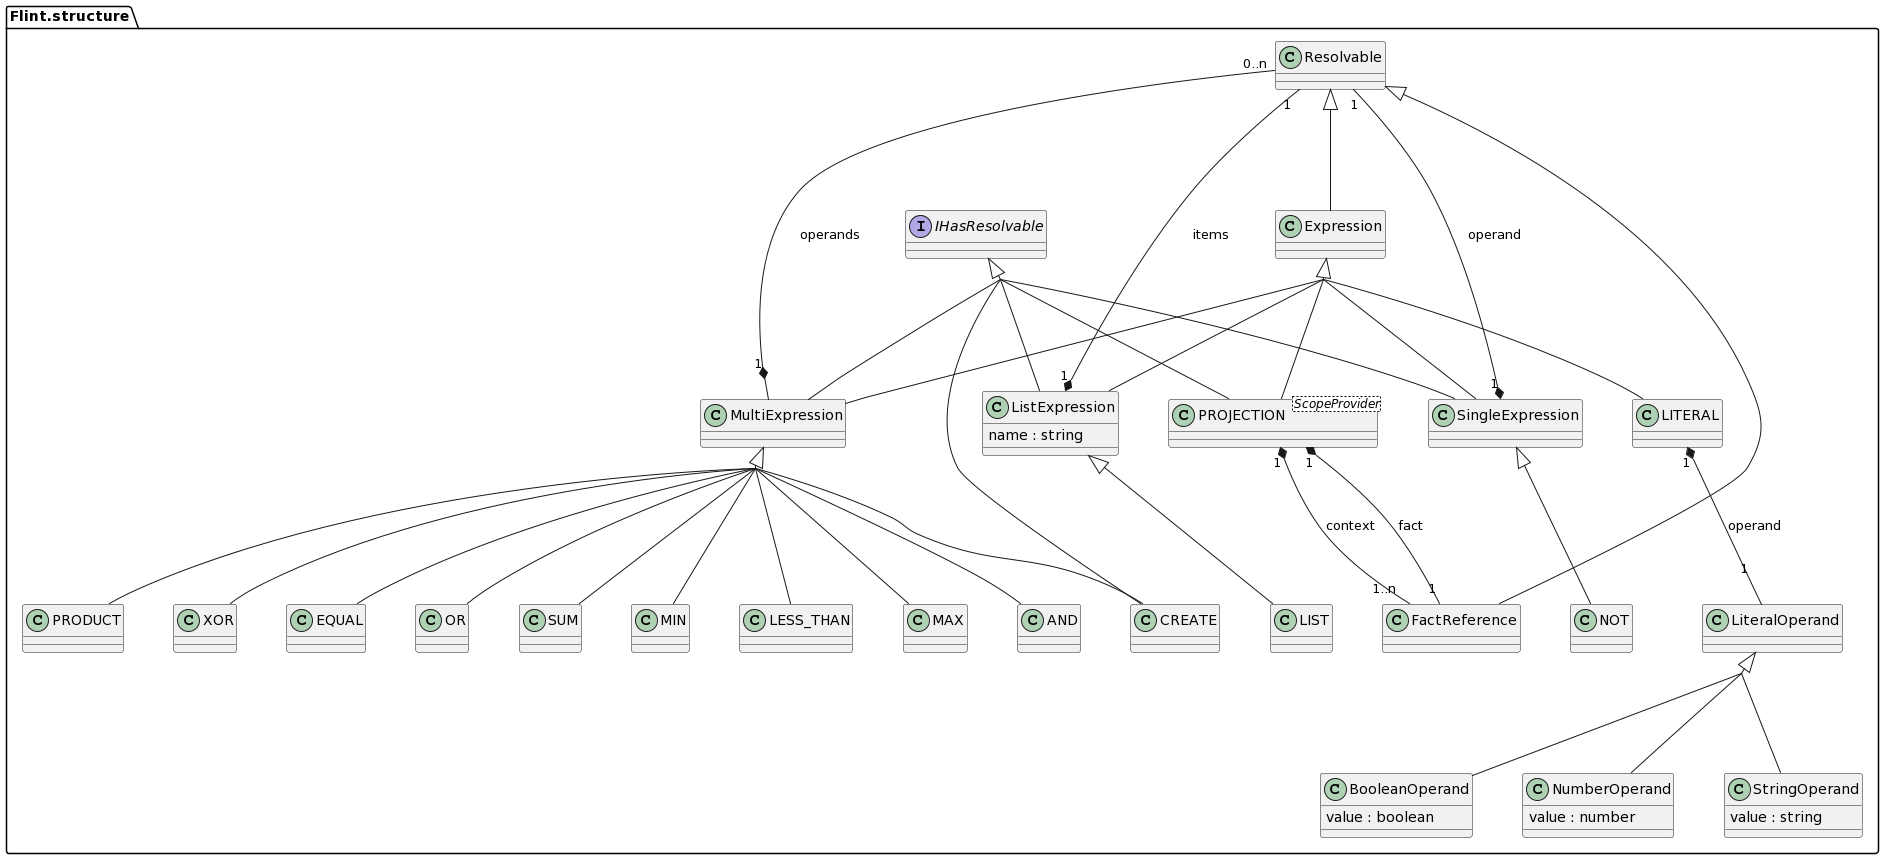 Flint.structure
C Resolvable
0..n
1
1
I IHasResolvable
C Expression
operands
items
operand
1
1
1
C MultiExpression
C ListExpression
name : string
C PROJECTION
ScopeProvider
C SingleExpression
C LITERAL
1
1
1
context
fact
operand
1..n
1
1
C PRODUCT
C XOR
C EQUAL
C OR
C SUM
C MIN
C LESS_THAN
C MAX
C AND
C CREATE
C LIST
C FactReference
C NOT
C LiteralOperand
C BooleanOperand
value : boolean
C NumberOperand
value : number
C StringOperand
value : string